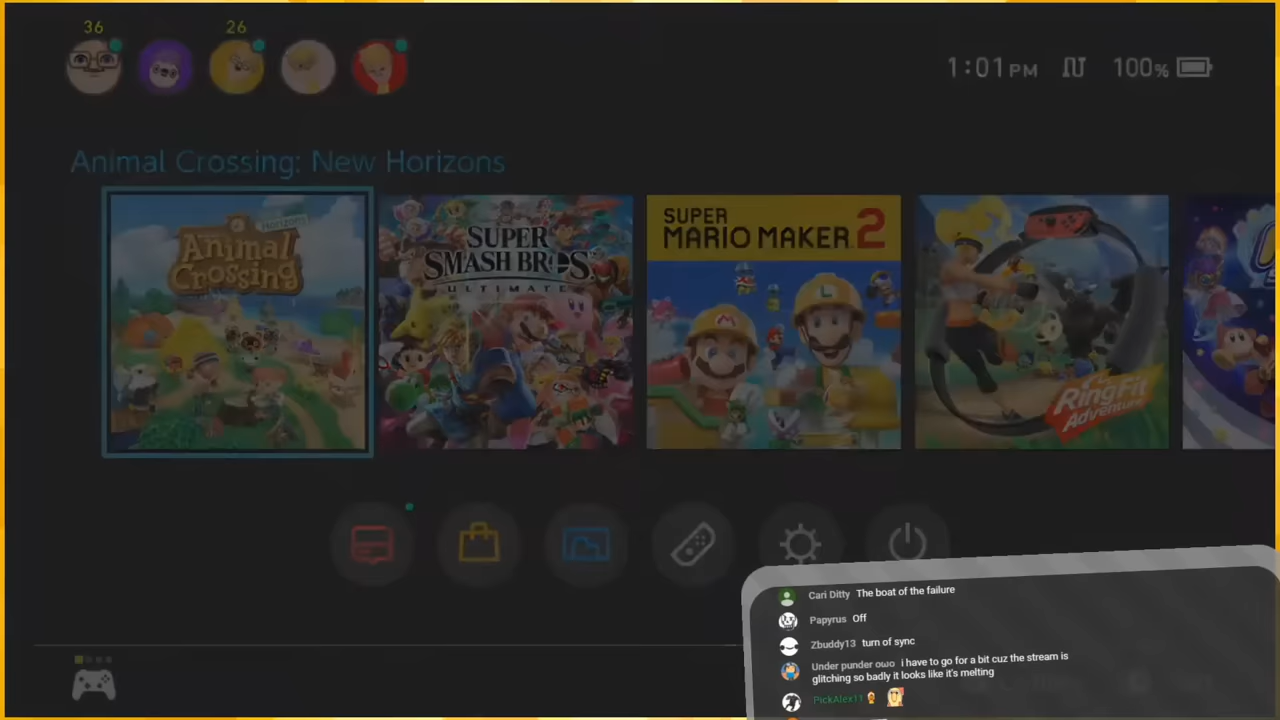 36
26
1:01 PM
100%
Animal Crossing: New Horizons
Horizons
Animal
Crossing
SUPER
SMASH BROS.
ULTIMATE
SUPER
MARIO MAKER 2
RingFit
Adventure
Cari Ditty The boat of the failure
Papyrus Off
Zbuddy13 turn of sync
Under punder owo i have to go for a bit cuz the stream is
glitching so badly it looks like it's melting
PickAlex11